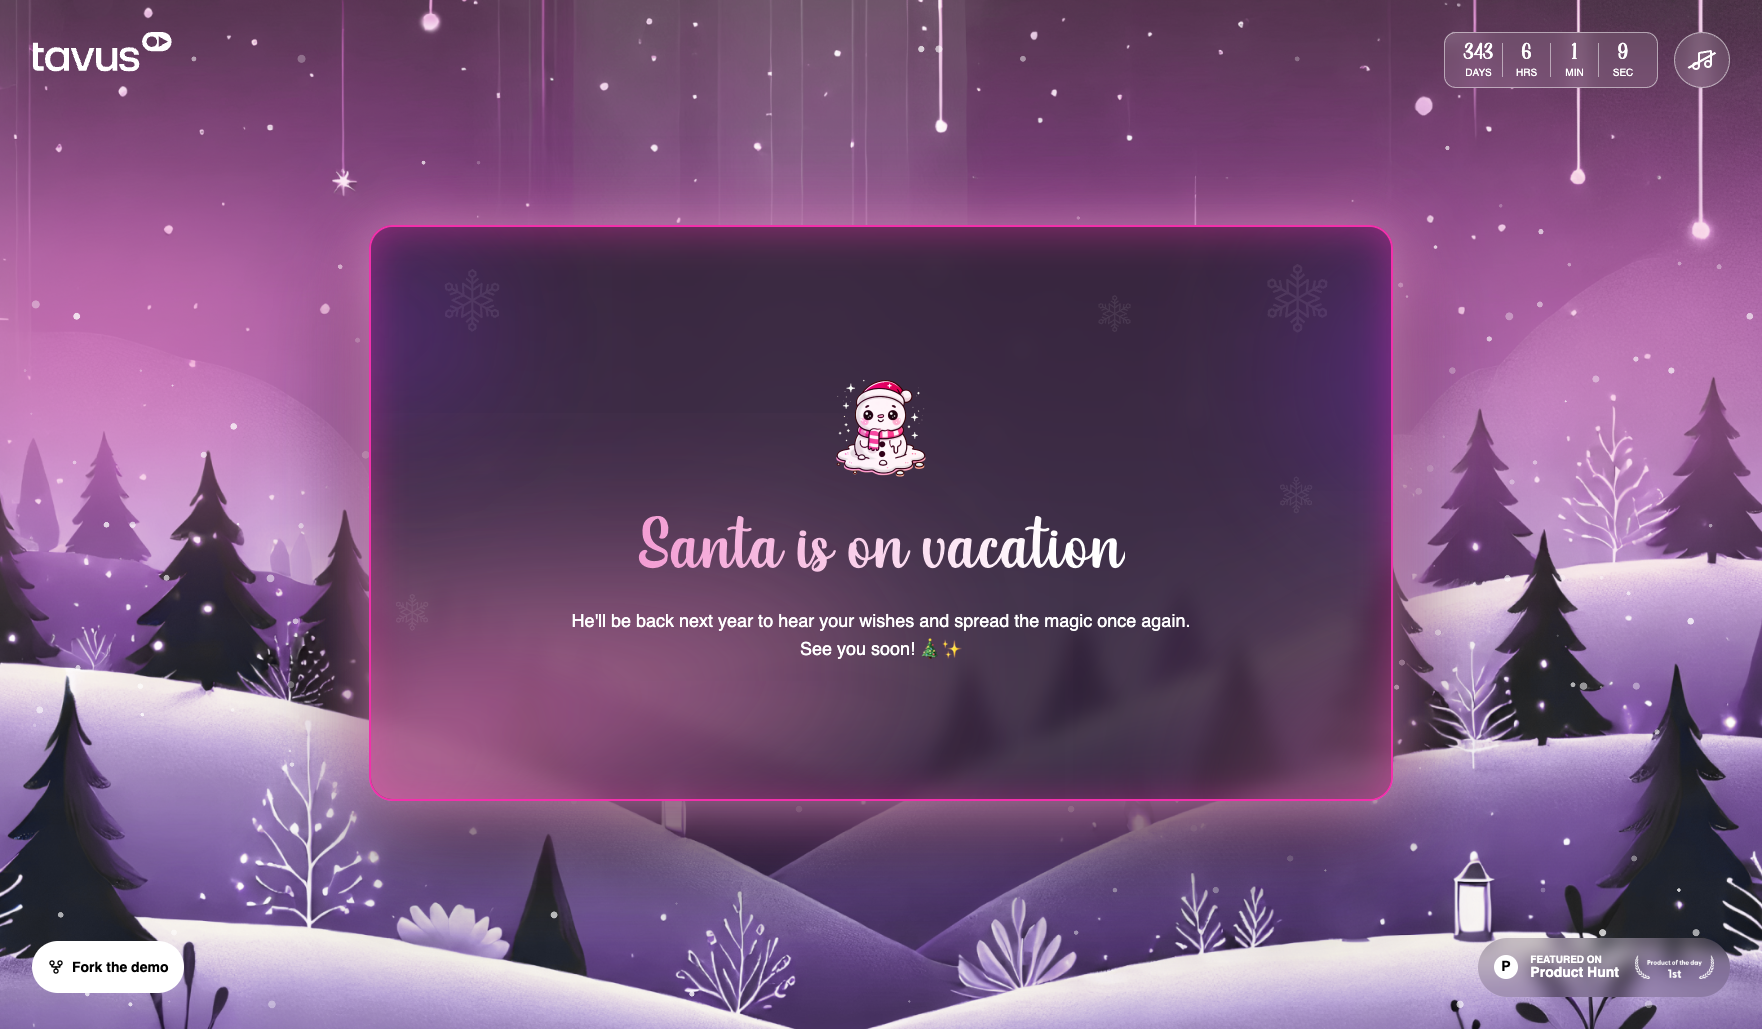 tavus
343 6 1 9
DAYS HRS MIN SEC
Santa is on vacation
He'll be back next year to hear your wishes and spread the magic once again.
See you soon! 🎄✨
Fork the demo
P
FEATURED ON
Product Hunt
Product of the day
1st